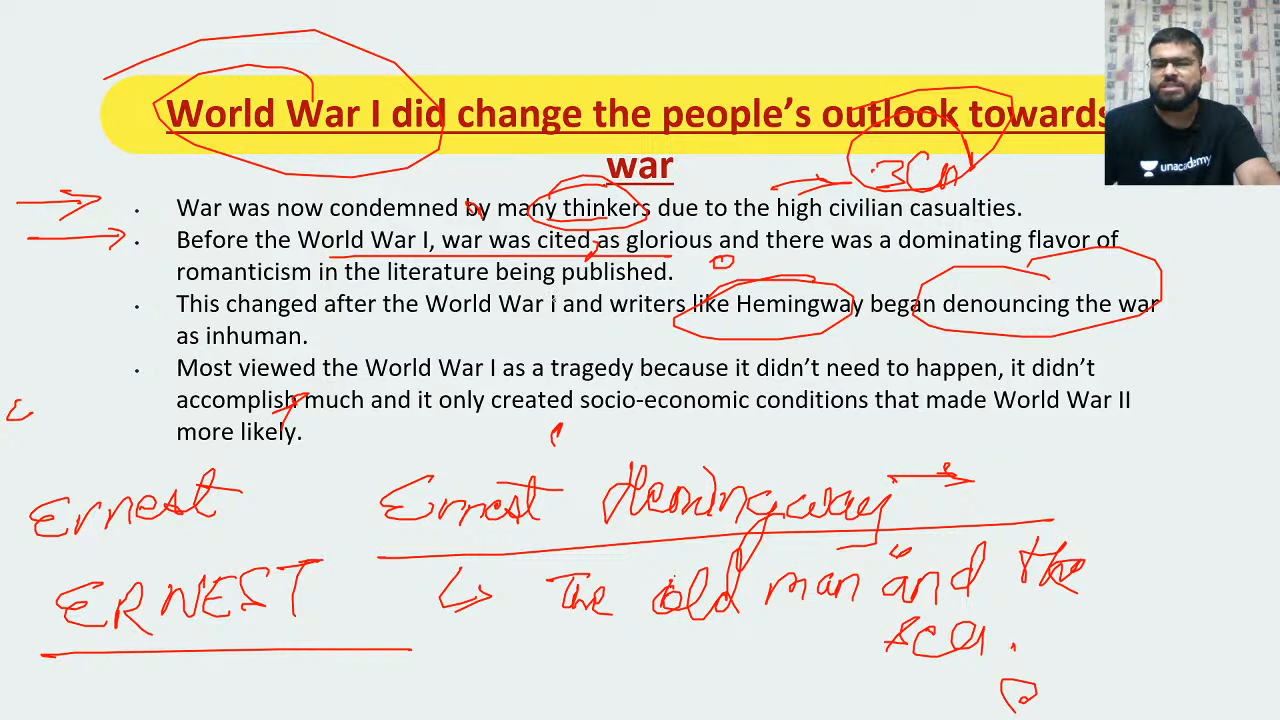 World War I did change the people's outlook towards
war
unacademy
• War was now condemned by many thinkers due to the high civilian casualties.
• Before the World War I, war was cited as glorious and there was a dominating flavor of
romanticism in the literature being published.
• This changed after the World War I and writers like Hemingway began denouncing the war
as inhuman.
• Most viewed the World War I as a tragedy because it didn't need to happen, it didn't
accomplish much and it only created socio-economic conditions that made World War II
more likely.
Ernest
Ernest Hemingway
ERNEST
The old man and the
sea.